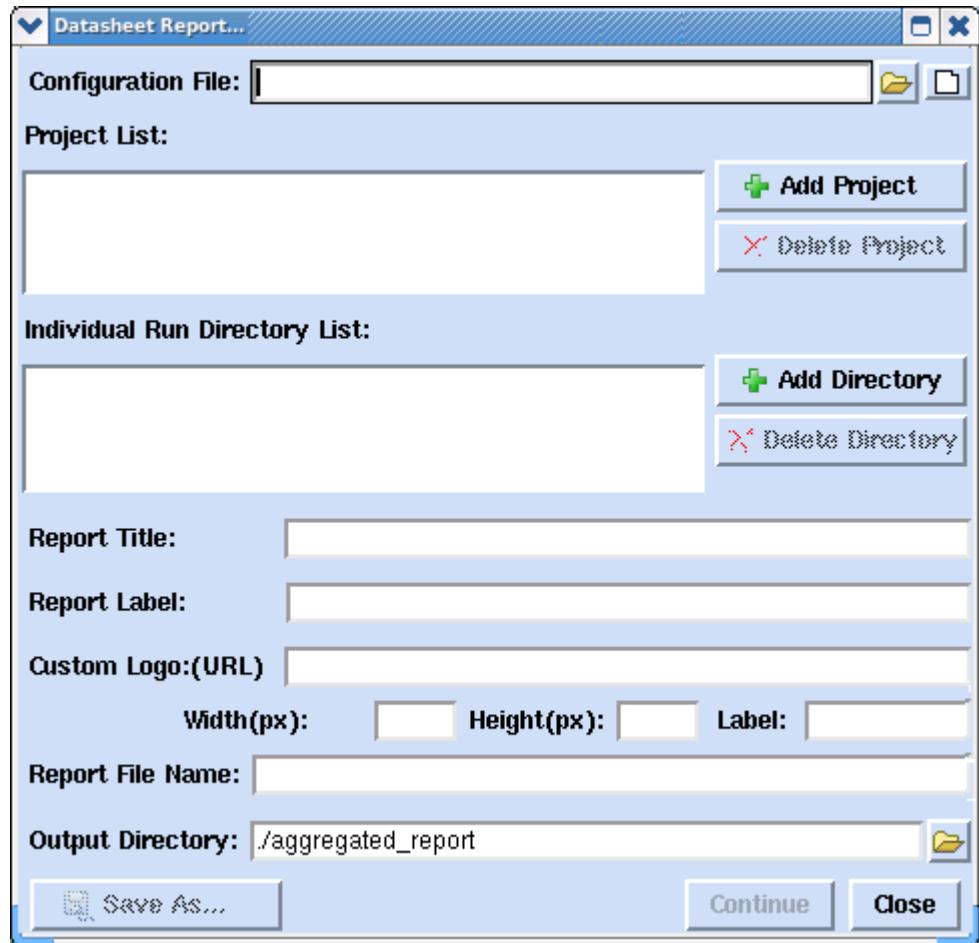 Datasheet Report...
Configuration File:
Project List:
Add Project
Delete Project
Individual Run Directory List:
Add Directory
Delete Directory
Report Title:
Report Label:
Custom Logo:(URL)
Width(px): Height(px): Label:
Report File Name:
Output Directory: ./aggregated_report
Save As... Continue Close